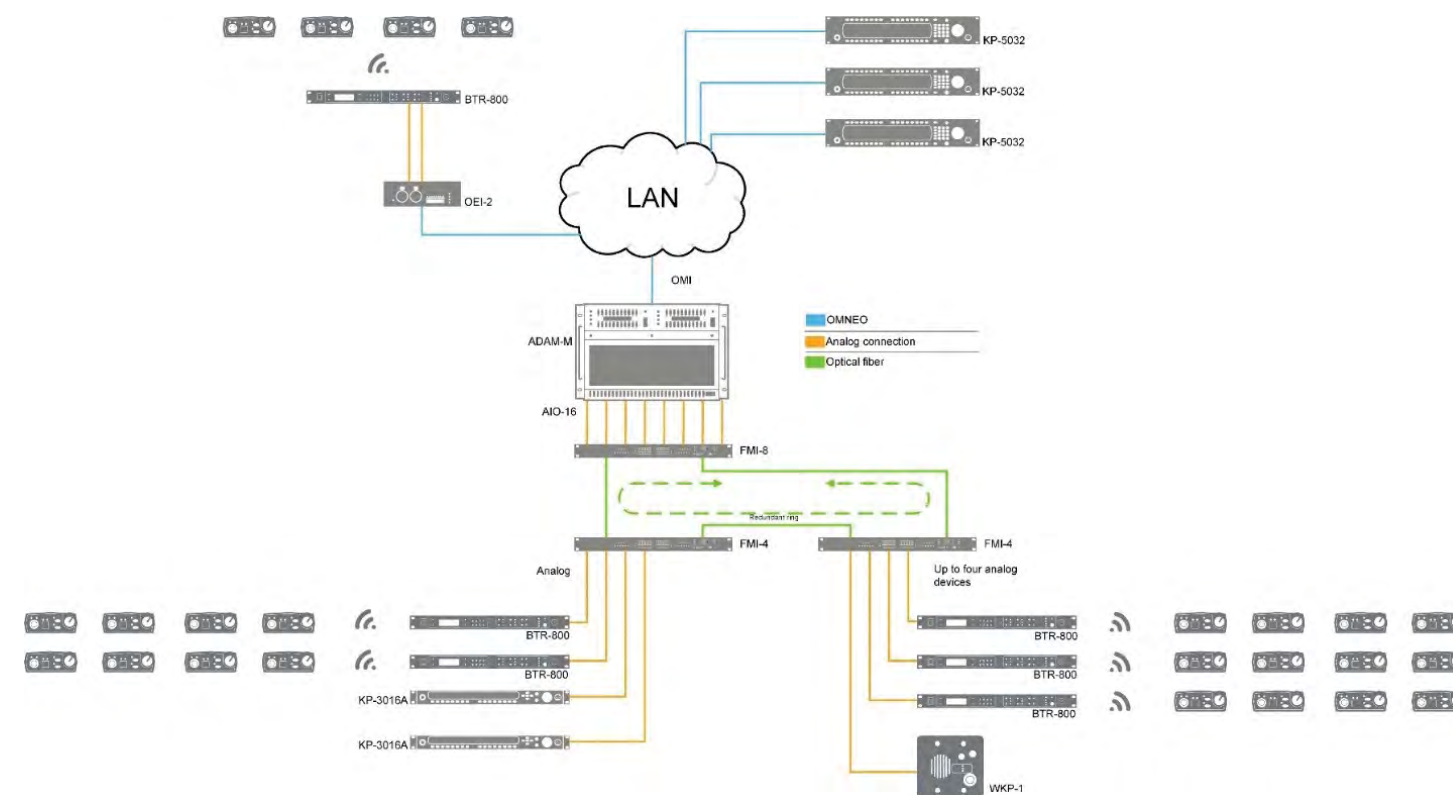 KP-5032
BTR-800
KP-5032
KP-5032
OEI-2
LAN
OMI
OMNEO
ADAM-M
Analog connection
Optical fiber
AIO-16
FMI-8
Redundant ring
FMI-4
FMI-4
Analog
Up to four analog
devices
BTR-800
BTR-800
BTR-800
BTR-800
KP-3016A
BTR-800
KP-3016A
WKP-1